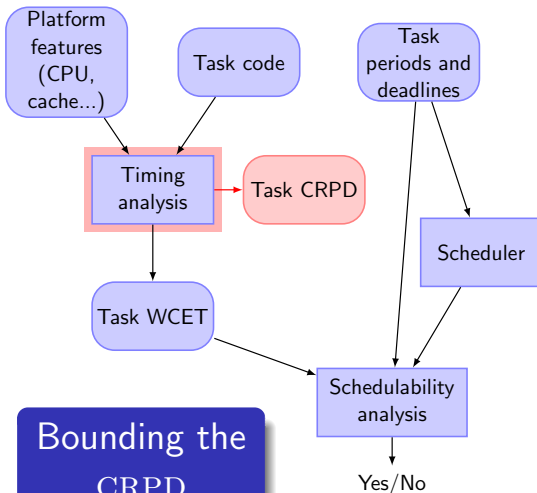 Platform
features
(CPU,
cache...)
Task code
Task
periods and
deadlines
Timing
analysis
Task CRPD
Scheduler
Task WCET
Schedulability
analysis
Bounding the
CRPD
Yes/No